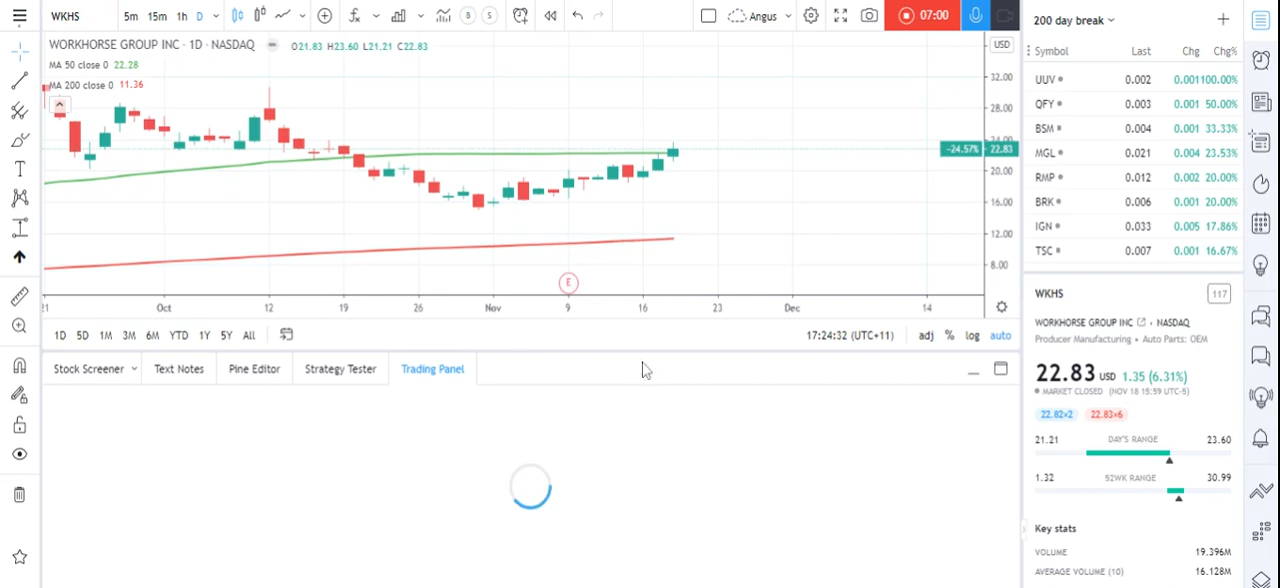 WKHS 5m 15m 1h D B S Angus 07:00
WORKHORSE GROUP INC · 1D · NASDAQ O21.83 H23.60 L21.21 C22.83 USD
MA 50 close 0 22.28
MA 200 close 0 11.36
32.00
28.00
24.00
-24.57% 22.83
20.00
16.00
12.00
8.00
E
21 Oct 12 19 26 Nov 9 16 23 Dec 14
1D 5D 1M 3M 6M YTD 1Y 5Y All 17:24:32 (UTC+11) adj % log auto
Stock Screener Text Notes Pine Editor Strategy Tester Trading Panel
200 day break
Symbol Last Chg Chg%
UUV 0.002 0.001 100.00%
QFY 0.003 0.001 50.00%
BSM 0.004 0.001 33.33%
MGL 0.021 0.004 23.53%
RMP 0.012 0.002 20.00%
BRK 0.006 0.001 20.00%
IGN 0.033 0.005 17.86%
TSC 0.007 0.001 16.67%
WKHS 117
WORKHORSE GROUP INC · NASDAQ
Producer Manufacturing • Auto Parts: OEM
22.83 USD 1.35 (6.31%)
MARKET CLOSED (NOV 18 15:59 UTC-5)
22.82×2 22.83×6
21.21 DAY'S RANGE 23.60
1.32 52WK RANGE 30.99
Key stats
VOLUME 19.396M
AVERAGE VOLUME (10) 16.128M